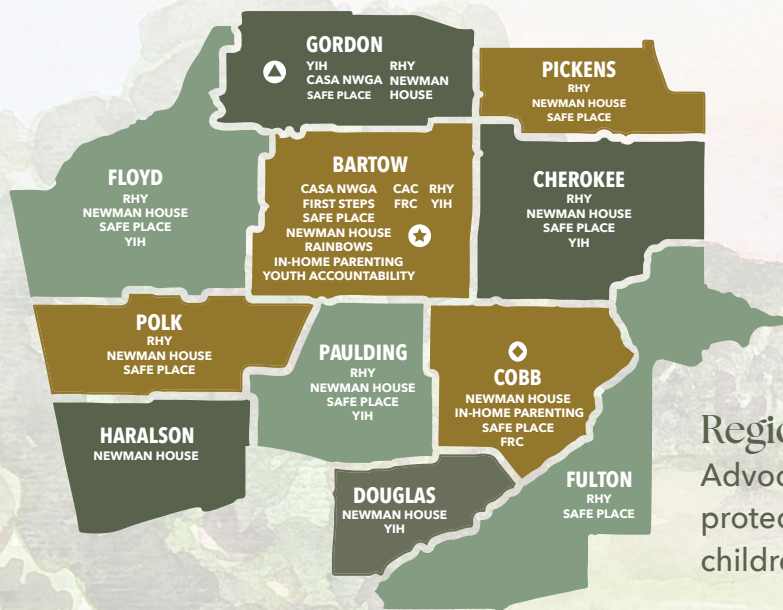 GORDON
YIH RHY
CASA NWGA NEWMAN
SAFE PLACE HOUSE
PICKENS
RHY
NEWMAN HOUSE
SAFE PLACE
FLOYD
RHY
NEWMAN HOUSE
SAFE PLACE
YIH
BARTOW
CASA NWGA CAC RHY
FIRST STEPS FRC YIH
SAFE PLACE
NEWMAN HOUSE
RAINBOWS
IN-HOME PARENTING
YOUTH ACCOUNTABILITY
CHEROKEE
RHY
NEWMAN HOUSE
SAFE PLACE
YIH
POLK
RHY
NEWMAN HOUSE
SAFE PLACE
PAULDING
RHY
NEWMAN HOUSE
SAFE PLACE
YIH
COBB
NEWMAN HOUSE
IN-HOME PARENTING
SAFE PLACE
FRC
HARALSON
NEWMAN HOUSE
DOUGLAS
NEWMAN HOUSE
YIH
FULTON
RHY
SAFE PLACE